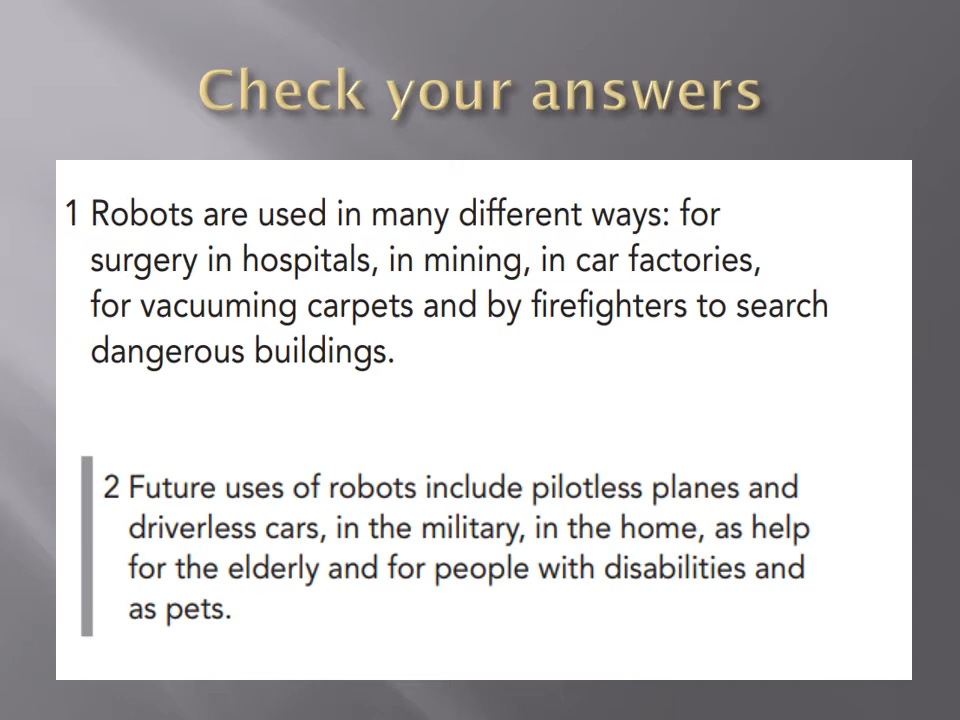 Check your answers
1 Robots are used in many different ways: for
surgery in hospitals, in mining, in car factories,
for vacuuming carpets and by firefighters to search
dangerous buildings.
2 Future uses of robots include pilotless planes and
driverless cars, in the military, in the home, as help
for the elderly and for people with disabilities and
as pets.